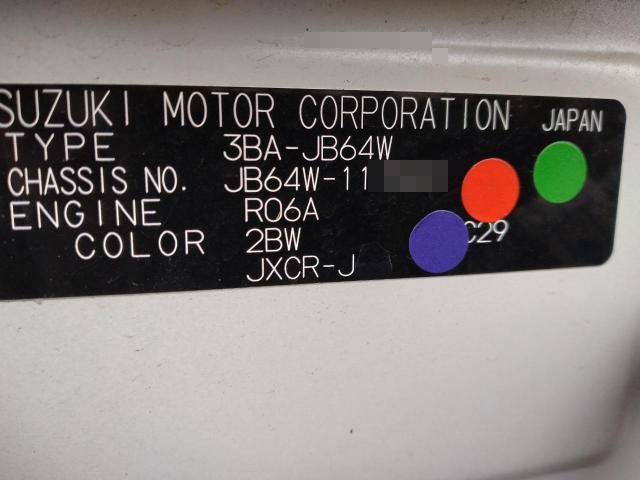 SUZUKI MOTOR CORPORATION JAPAN
TYPE 3BA-JB64W
CHASSIS NO. JB64W-11
ENGINE R06A
COLOR 2BW C29
JXCR-J